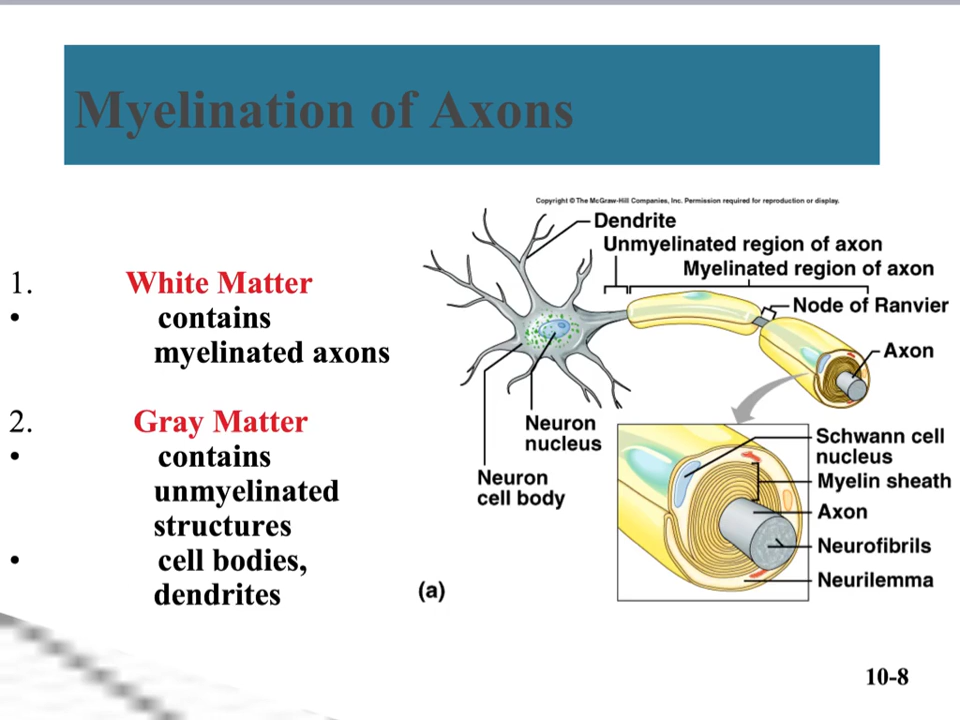 Myelination of Axons
1. White Matter
• contains
myelinated axons
2. Gray Matter
• contains
unmyelinated
structures
• cell bodies,
dendrites
Copyright © The McGraw-Hill Companies, Inc. Permission required for reproduction or display.
Dendrite
Unmyelinated region of axon
Myelinated region of axon
Node of Ranvier
Axon
Neuron
nucleus
Neuron
cell body
Schwann cell
nucleus
Myelin sheath
Axon
Neurofibrils
Neurilemma
(a)
10-8